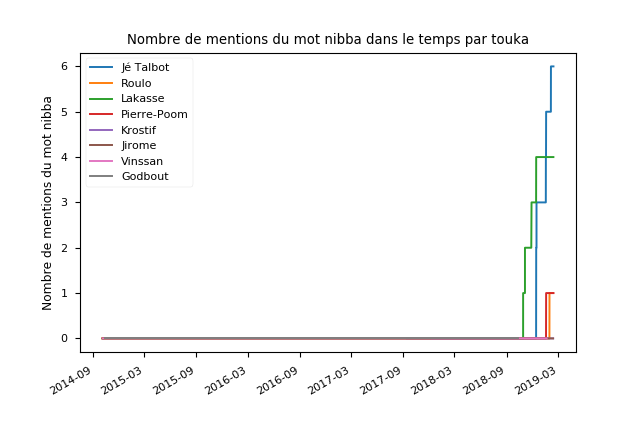 Nombre de mentions du mot nibba dans le temps par touka
Nombre de mentions du mot nibba
6
5
4
3
2
1
0
Jé Talbot
Roulo
Lakasse
Pierre-Poom
Krostif
Jirome
Vinssan
Godbout
2014-09
2015-03
2015-09
2016-03
2016-09
2017-03
2017-09
2018-03
2018-09
2019-03